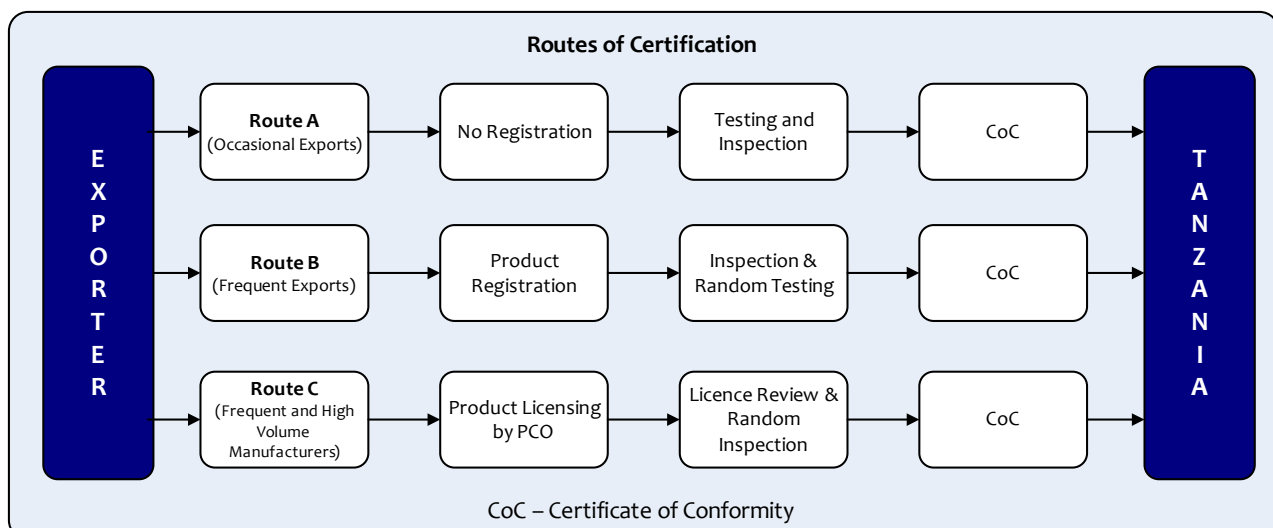 Routes of Certification
EXPORTER
Route A
(Occasional Exports)
No Registration
Testing and
Inspection
CoC
Route B
(Frequent Exports)
Product
Registration
Inspection &
Random Testing
CoC
Route C
(Frequent and High
Volume
Manufacturers)
Product Licensing
by PCO
Licence Review &
Random
Inspection
CoC
TANZANIA
CoC – Certificate of Conformity